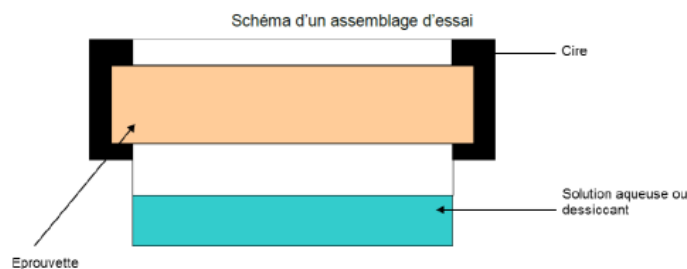 Schéma d'un assemblage d'essai
Cire
Solution aqueuse ou
dessiccant
Eprouvette